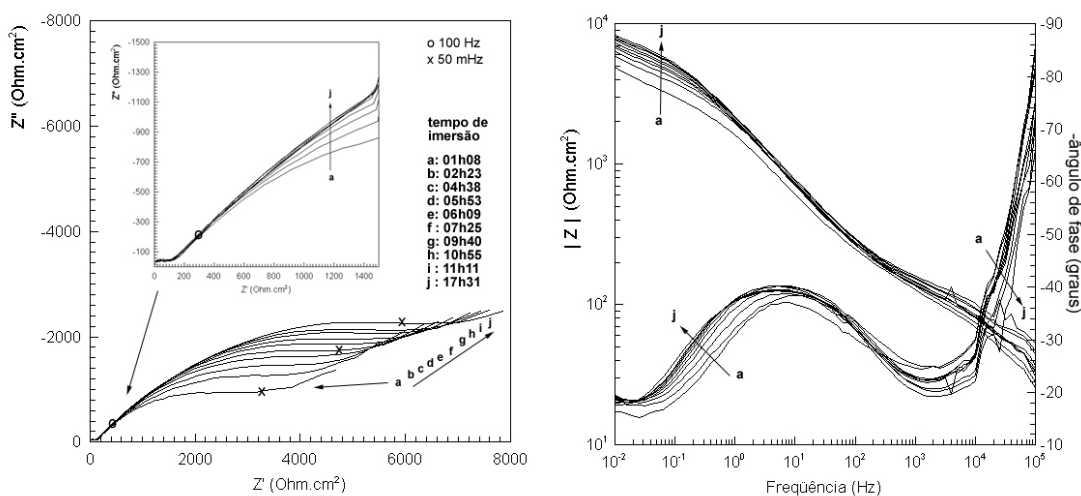 -8000
-6000
-4000
-2000
0
Z'' (Ohm.cm²)
0 2000 4000 6000 8000
Z' (Ohm.cm²)
-1500
-1300
-1100
-900
-700
-500
-300
-100
Z'' (Ohm.cm²)
0 200 400 600 800 1000 1200 1400
Z' (Ohm.cm²)
j
a
o 100 Hz
x 50 mHz
tempo de
imersão
a: 01h08
b: 02h23
c: 04h38
d: 05h53
e: 06h09
f : 07h25
g: 09h40
h: 10h55
i : 11h11
j : 17h31
a b c d e f g h i j
10⁴
10³
10²
10¹
| Z | (Ohm.cm²)
10⁻² 10⁻¹ 10⁰ 10¹ 10² 10³ 10⁴ 10⁵
Freqüência (Hz)
-90
-80
-70
-60
-50
-40
-30
-20
-10
-ângulo de fase (graus)
j
a
j
a
a
j